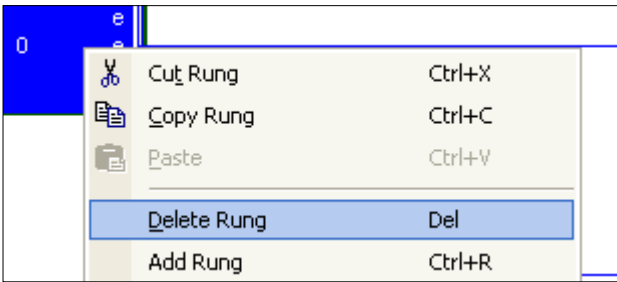 e
0 e
Cut Rung Ctrl+X
Copy Rung Ctrl+C
Paste Ctrl+V
Delete Rung Del
Add Rung Ctrl+R